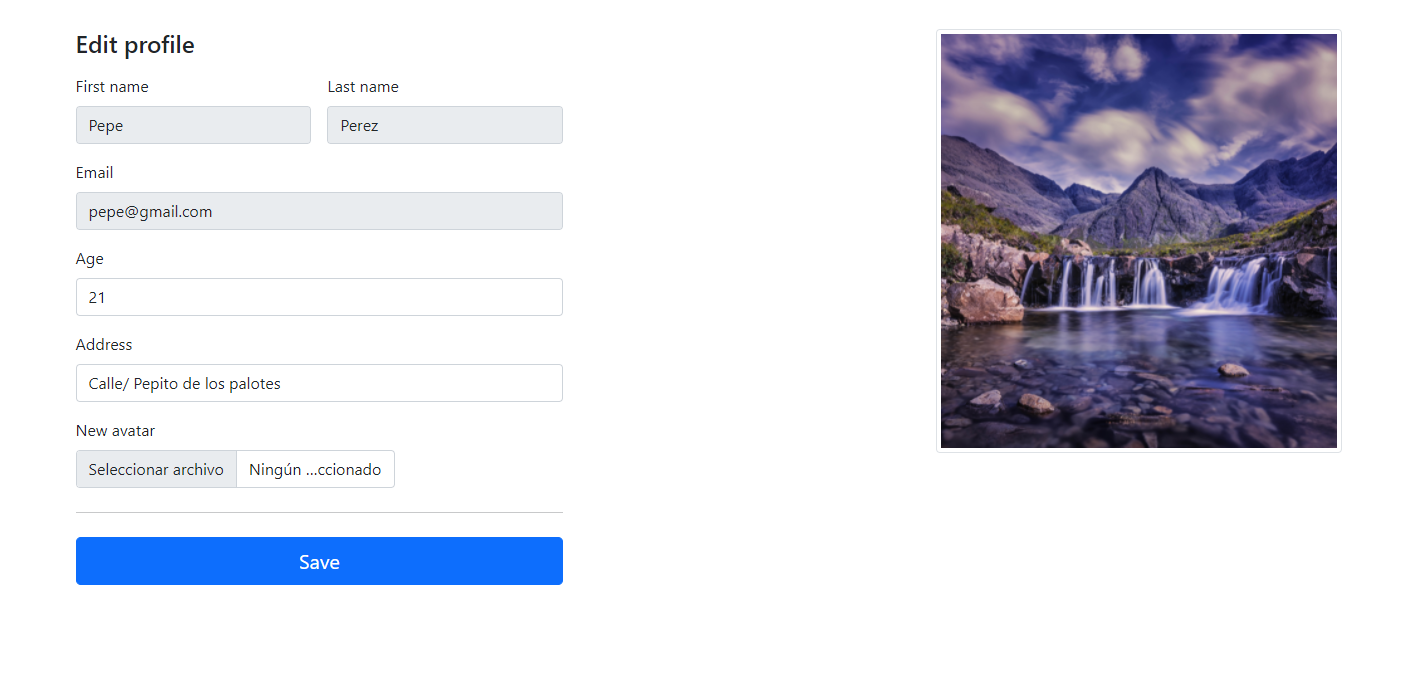 Edit profile
First name Last name
Pepe Perez
Email
pepe@gmail.com
Age
21
Address
Calle/ Pepito de los palotes
New avatar
Seleccionar archivo Ningún ...ccionado
Save